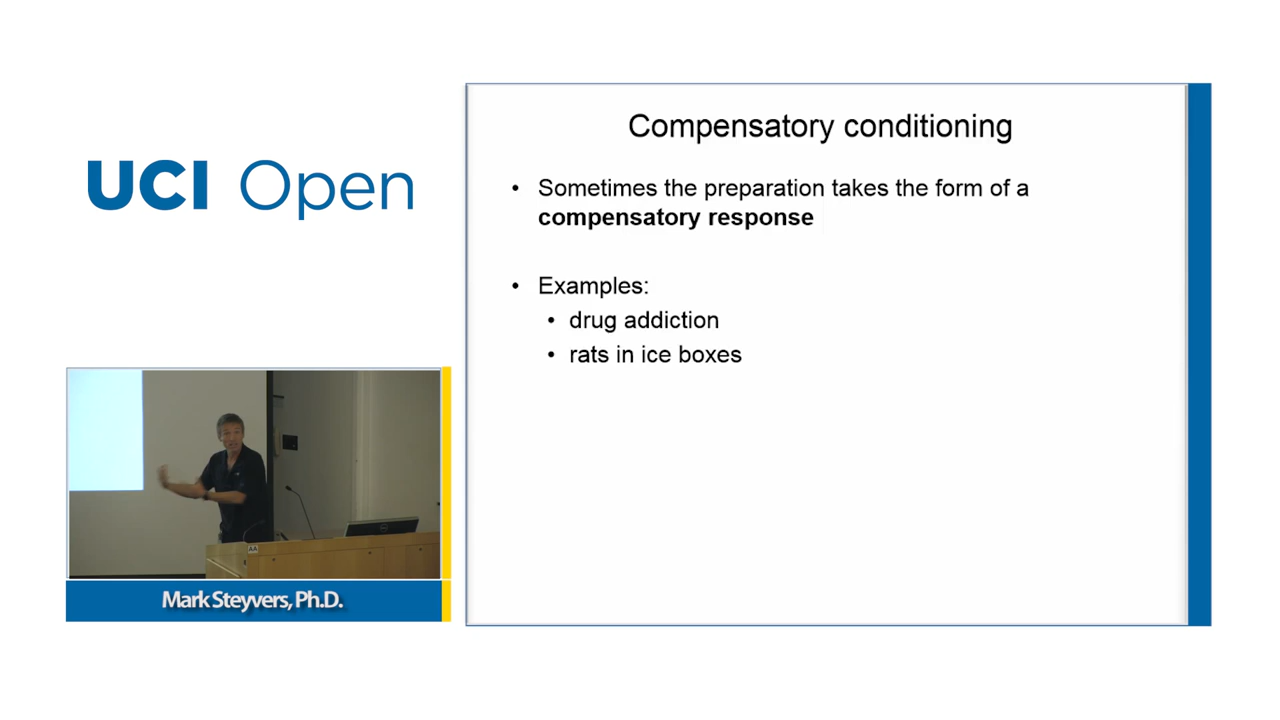 UCI Open
Mark Steyvers, Ph.D.
Compensatory conditioning
• Sometimes the preparation takes the form of a
compensatory response
• Examples:
• drug addiction
• rats in ice boxes